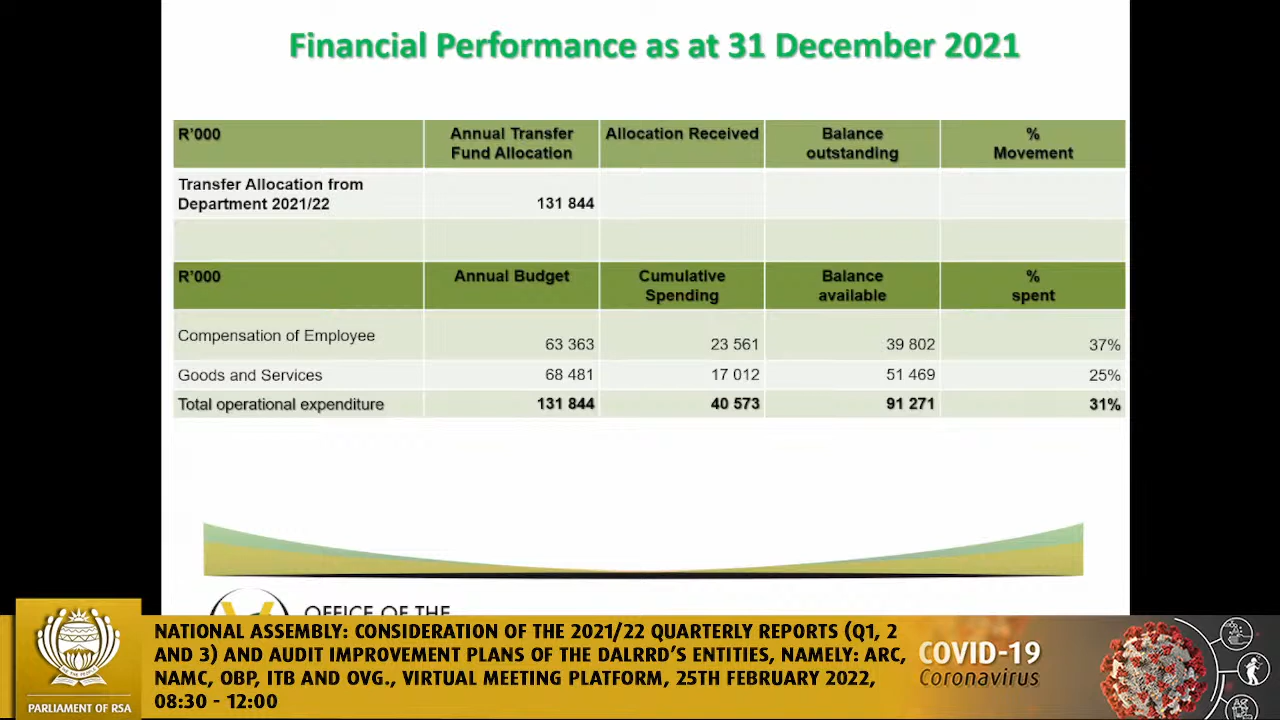 Financial Performance as at 31 December 2021
R'000 Annual Transfer Fund Allocation Allocation Received Balance outstanding % Movement
Transfer Allocation from
Department 2021/22 131 844
R'000 Annual Budget Cumulative Spending Balance available % spent
Compensation of Employee 63 363 23 561 39 802 37%
Goods and Services 68 481 17 012 51 469 25%
Total operational expenditure 131 844 40 573 91 271 31%
OFFICE OF THE
NATIONAL ASSEMBLY: CONSIDERATION OF THE 2021/22 QUARTERLY REPORTS (Q1, 2
AND 3) AND AUDIT IMPROVEMENT PLANS OF THE DALRRD'S ENTITIES, NAMELY: ARC,
NAMC, OBP, ITB AND OVG., VIRTUAL MEETING PLATFORM, 25TH FEBRUARY 2022,
08:30 - 12:00
PARLIAMENT OF RSA
COVID-19
Coronavirus